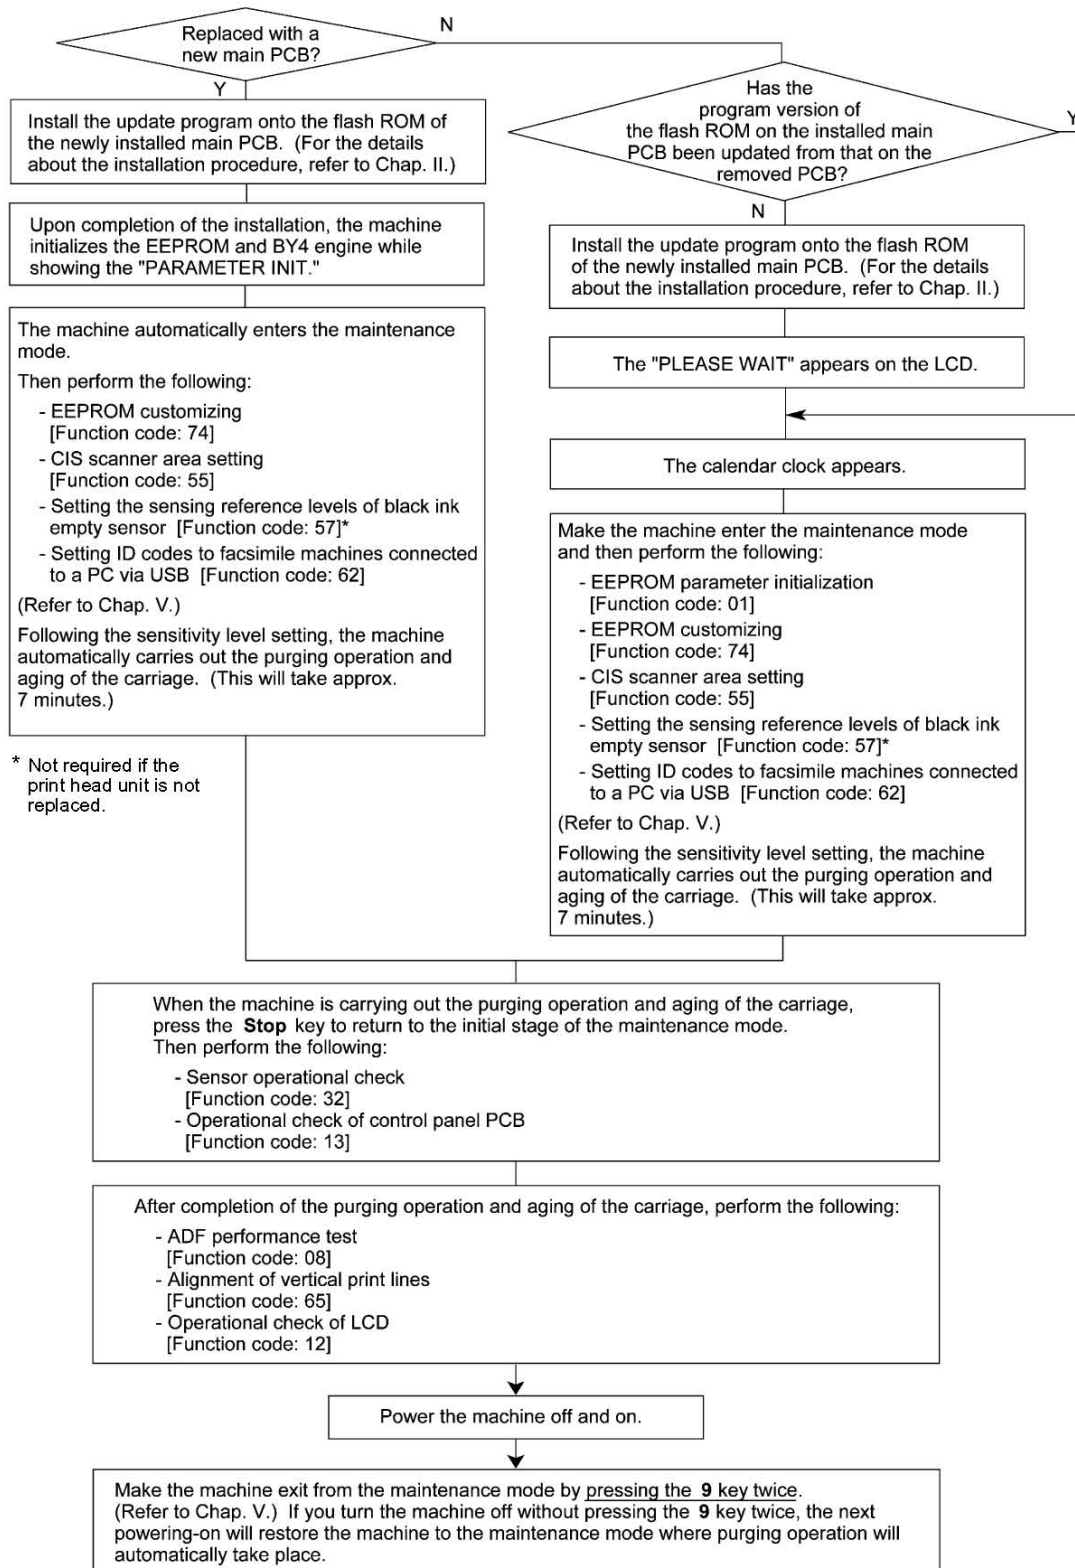 Replaced with a
new main PCB?
N
Y
Install the update program onto the flash ROM of
the newly installed main PCB. (For the details
about the installation procedure, refer to Chap. II.)
Upon completion of the installation, the machine
initializes the EEPROM and BY4 engine while
showing the "PARAMETER INIT."
The machine automatically enters the maintenance
mode.
Then perform the following:
- EEPROM customizing
[Function code: 74]
- CIS scanner area setting
[Function code: 55]
- Setting the sensing reference levels of black ink
empty sensor [Function code: 57]*
- Setting ID codes to facsimile machines connected
to a PC via USB [Function code: 62]
(Refer to Chap. V.)
Following the sensitivity level setting, the machine
automatically carries out the purging operation and
aging of the carriage. (This will take approx.
7 minutes.)
* Not required if the
print head unit is not
replaced.
Has the
program version of
the flash ROM on the installed main
PCB been updated from that on the
removed PCB?
Y
N
Install the update program onto the flash ROM
of the newly installed main PCB. (For the details
about the installation procedure, refer to Chap. II.)
The "PLEASE WAIT" appears on the LCD.
The calendar clock appears.
Make the machine enter the maintenance mode
and then perform the following:
- EEPROM parameter initialization
[Function code: 01]
- EEPROM customizing
[Function code: 74]
- CIS scanner area setting
[Function code: 55]
- Setting the sensing reference levels of black ink
empty sensor [Function code: 57]*
- Setting ID codes to facsimile machines connected
to a PC via USB [Function code: 62]
(Refer to Chap. V.)
Following the sensitivity level setting, the machine
automatically carries out the purging operation and
aging of the carriage. (This will take approx.
7 minutes.)
When the machine is carrying out the purging operation and aging of the carriage,
press the Stop key to return to the initial stage of the maintenance mode.
Then perform the following:
- Sensor operational check
[Function code: 32]
- Operational check of control panel PCB
[Function code: 13]
After completion of the purging operation and aging of the carriage, perform the following:
- ADF performance test
[Function code: 08]
- Alignment of vertical print lines
[Function code: 65]
- Operational check of LCD
[Function code: 12]
Power the machine off and on.
Make the machine exit from the maintenance mode by pressing the 9 key twice.
(Refer to Chap. V.) If you turn the machine off without pressing the 9 key twice, the next
powering-on will restore the machine to the maintenance mode where purging operation will
automatically take place.